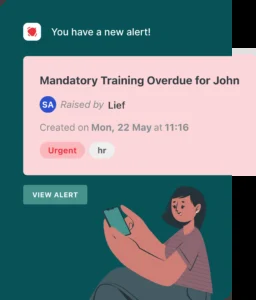 You have a new alert!
Mandatory Training Overdue for John
SA Raised by Lief
Created on Mon, 22 May at 11:16
Urgent hr
VIEW ALERT